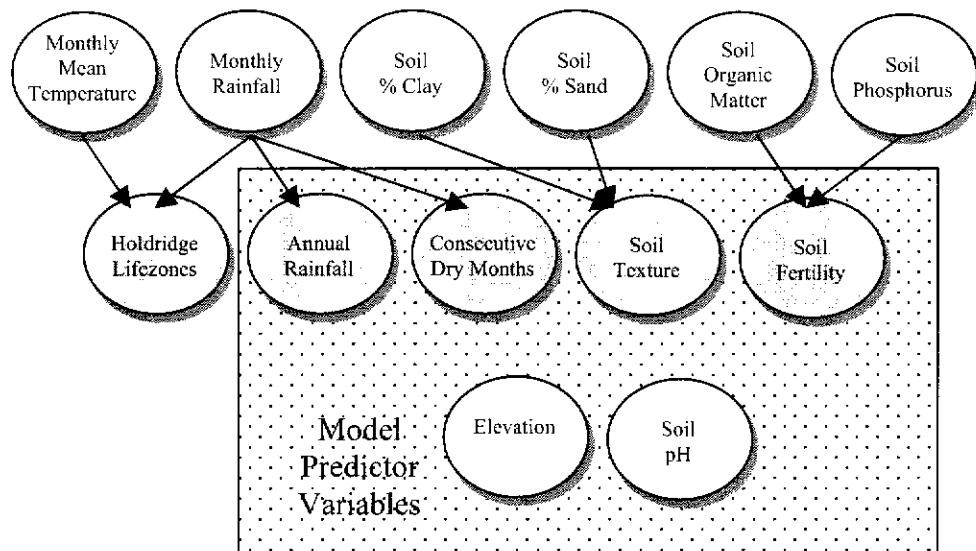 Monthly
Mean
Temperature
Monthly
Rainfall
Soil
% Clay
Soil
% Sand
Soil
Organic
Matter
Soil
Phosphorus
Holdridge
Lifezones
Annual
Rainfall
Consecutive
Dry Months
Soil
Texture
Soil
Fertility
Elevation
Soil
pH
Model
Predictor
Variables